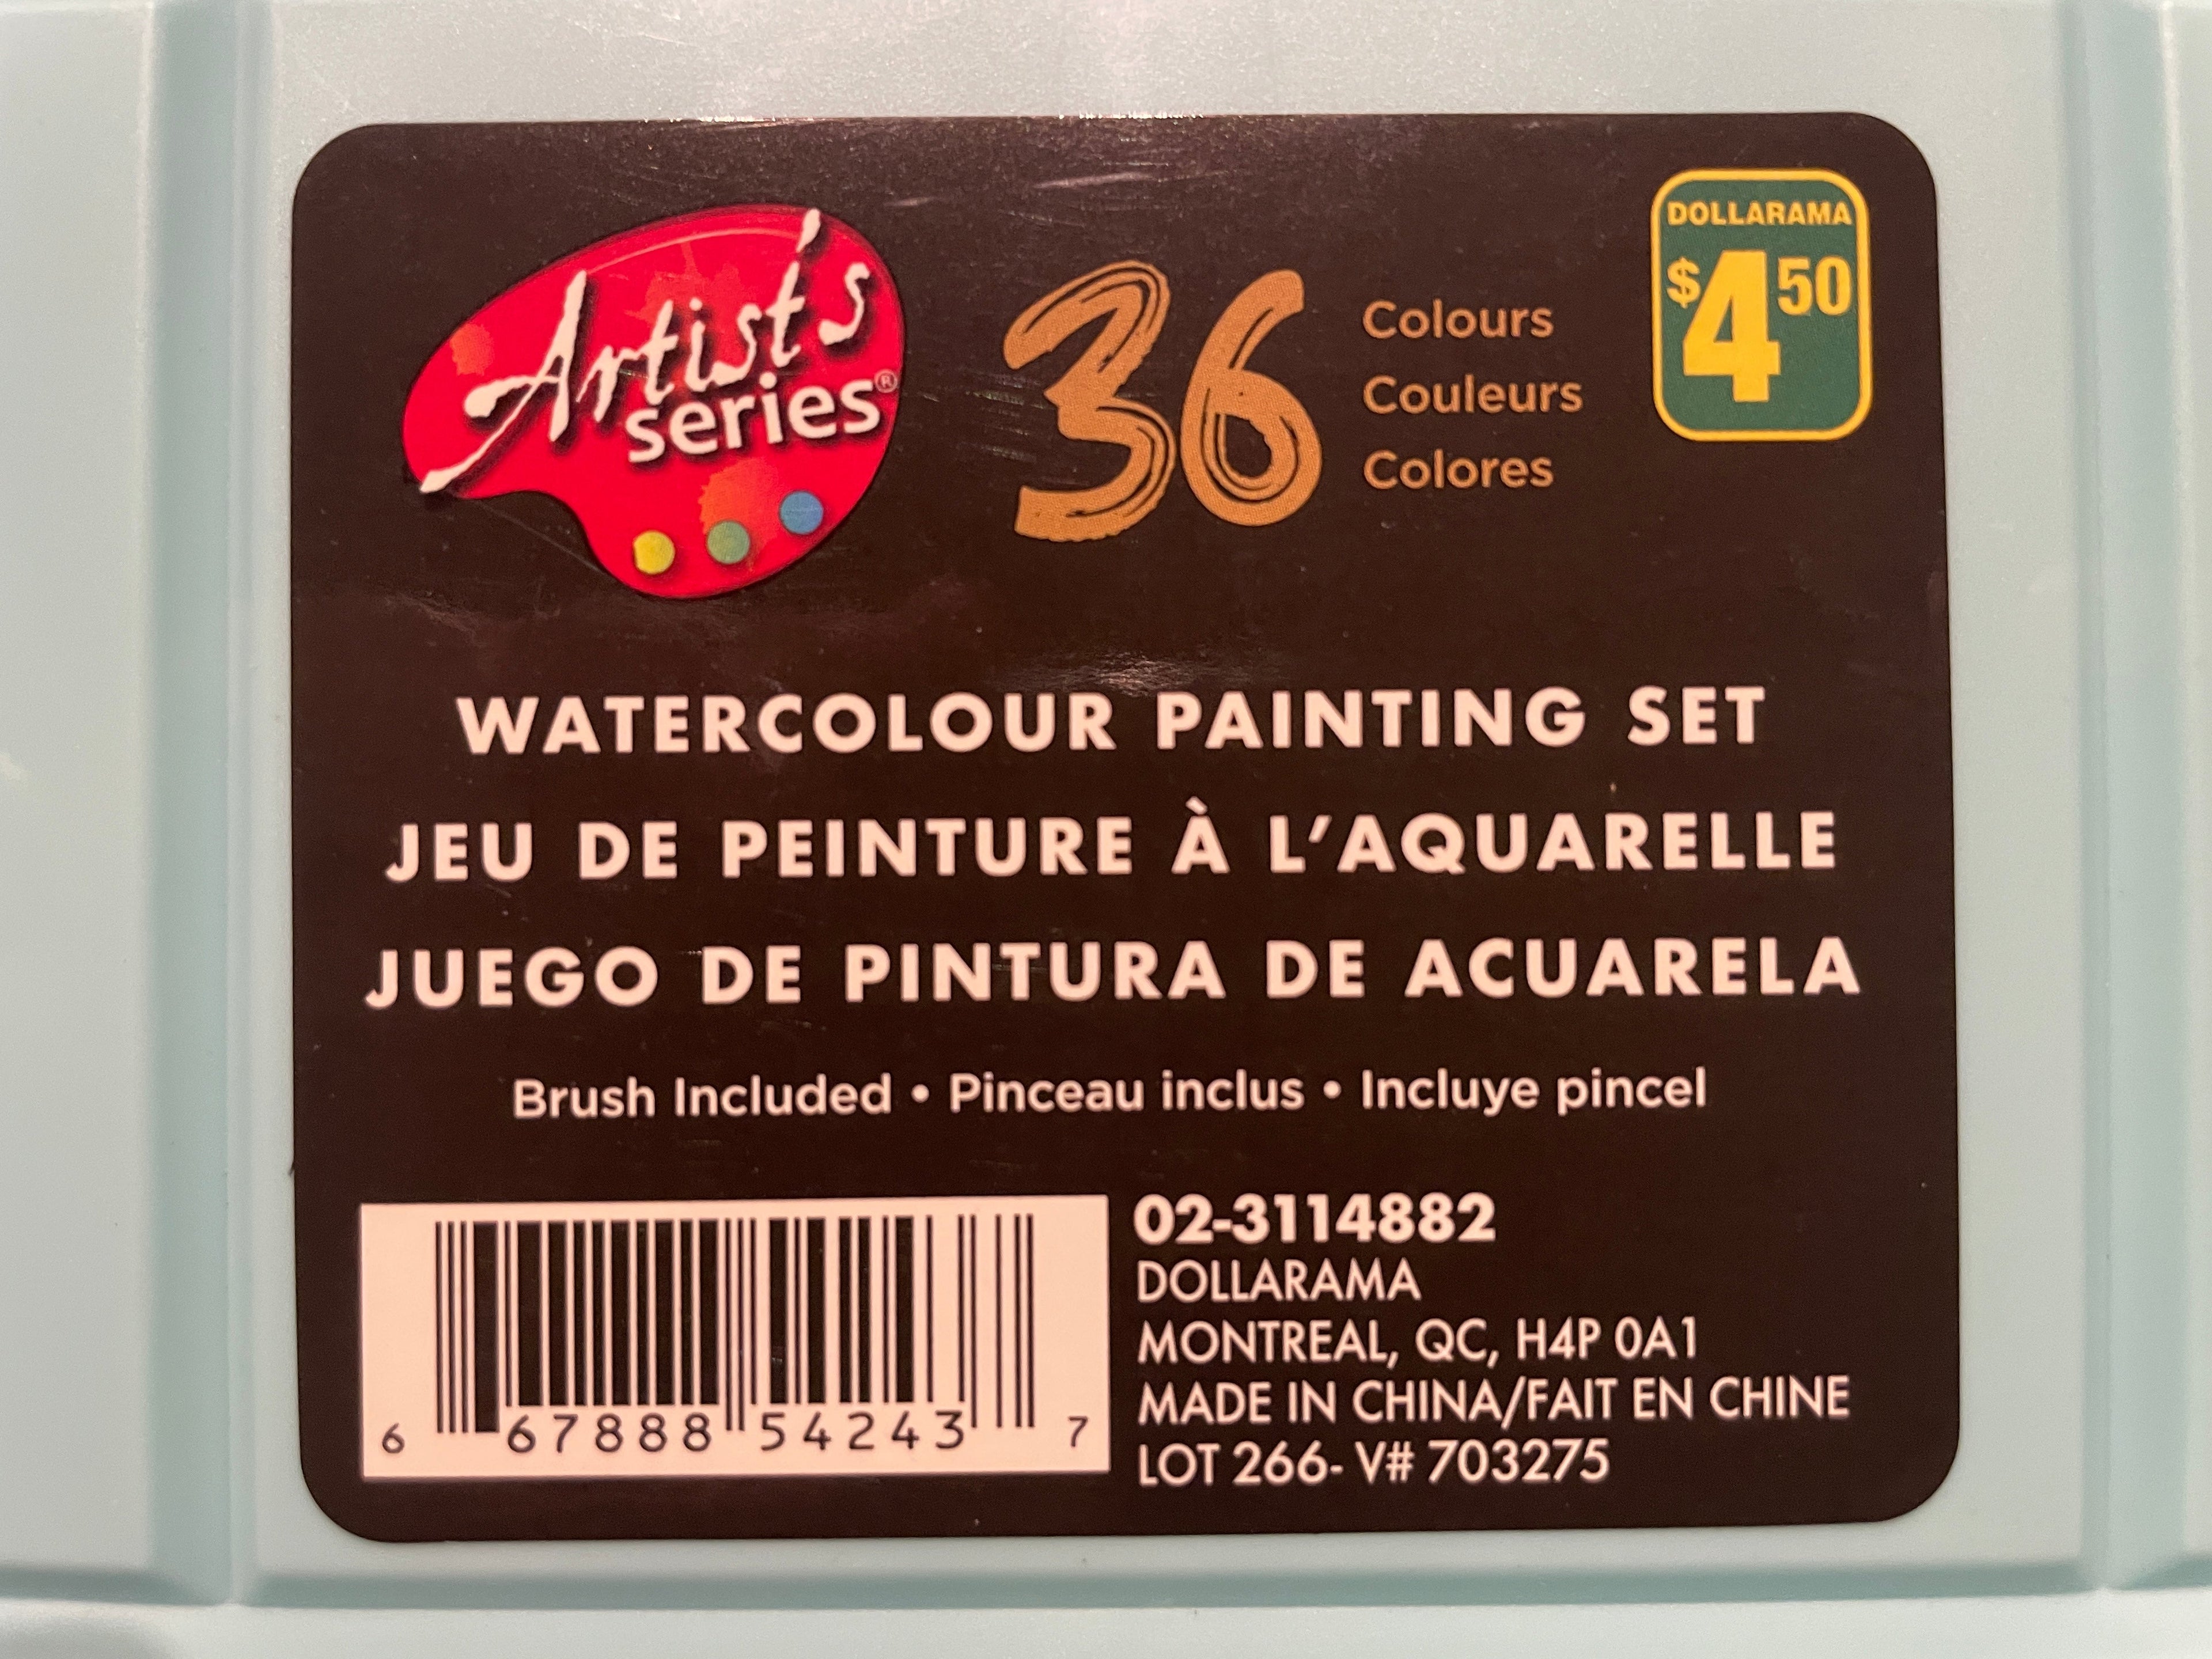 Artist's
series®
36
Colours
Couleurs
Colores
DOLLARAMA
$4 50
WATERCOLOUR PAINTING SET
JEU DE PEINTURE À L'AQUARELLE
JUEGO DE PINTURA DE ACUARELA
Brush Included • Pinceau inclus • Incluye pincel
6 67888 54243 7
02-3114882
DOLLARAMA
MONTREAL, QC, H4P 0A1
MADE IN CHINA/FAIT EN CHINE
LOT 266- V# 703275